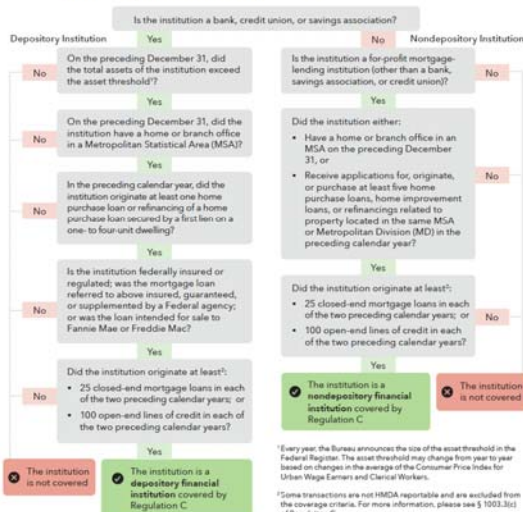 Is the institution a bank, credit union, or savings association?
Depository Institution
Yes
No
Nondepository Institution
No
On the preceding December 31, did
the total assets of the institution exceed
the asset threshold¹?
Yes
No
On the preceding December 31, did the
institution have a home or branch office
in a Metropolitan Statistical Area (MSA)?
Yes
No
In the preceding calendar year, did the
institution originate at least one home
purchase loan or refinancing of a home
purchase loan secured by a first lien on a
one- to four-unit dwelling?
Yes
No
Is the institution federally insured or
regulated; was the mortgage loan
referred to above insured, guaranteed,
or supplemented by a Federal agency;
or was the loan intended for sale to
Fannie Mae or Freddie Mac?
Yes
No
Did the institution originate at least²:
• 25 closed-end mortgage loans in each
of the two preceding calendar years; or
• 100 open-end lines of credit in each of
the two preceding calendar years?
Yes
The institution
is not covered
The institution is a
depository financial
institution covered by
Regulation C
Is the institution a for-profit mortgage-
lending institution (other than a bank,
savings association, or credit union)?
No
Yes
Did the institution either:
• Have a home or branch office in an
MSA on the preceding December
31, or
• Receive applications for, originate,
or purchase at least five home
purchase loans, home improvement
loans, or refinancings related to
property located in the same MSA
or Metropolitan Division (MD) in the
preceding calendar year?
No
Yes
Did the institution originate at least²:
• 25 closed-end mortgage loans in each
of the two preceding calendar years; or
• 100 open-end lines of credit in each
of the two preceding calendar years?
No
Yes
The institution is a
nondepository financial
institution covered by
Regulation C
The institution
is not covered
¹Every year, the Bureau announces the size of the asset threshold in the
Federal Register. The asset threshold may change from year to year
based on changes in the average of the Consumer Price Index for
Urban Wage Earners and Clerical Workers.
²Some transactions are not HMDA reportable and are excluded from
the coverage criteria. For more information, please see § 1003.3(c)